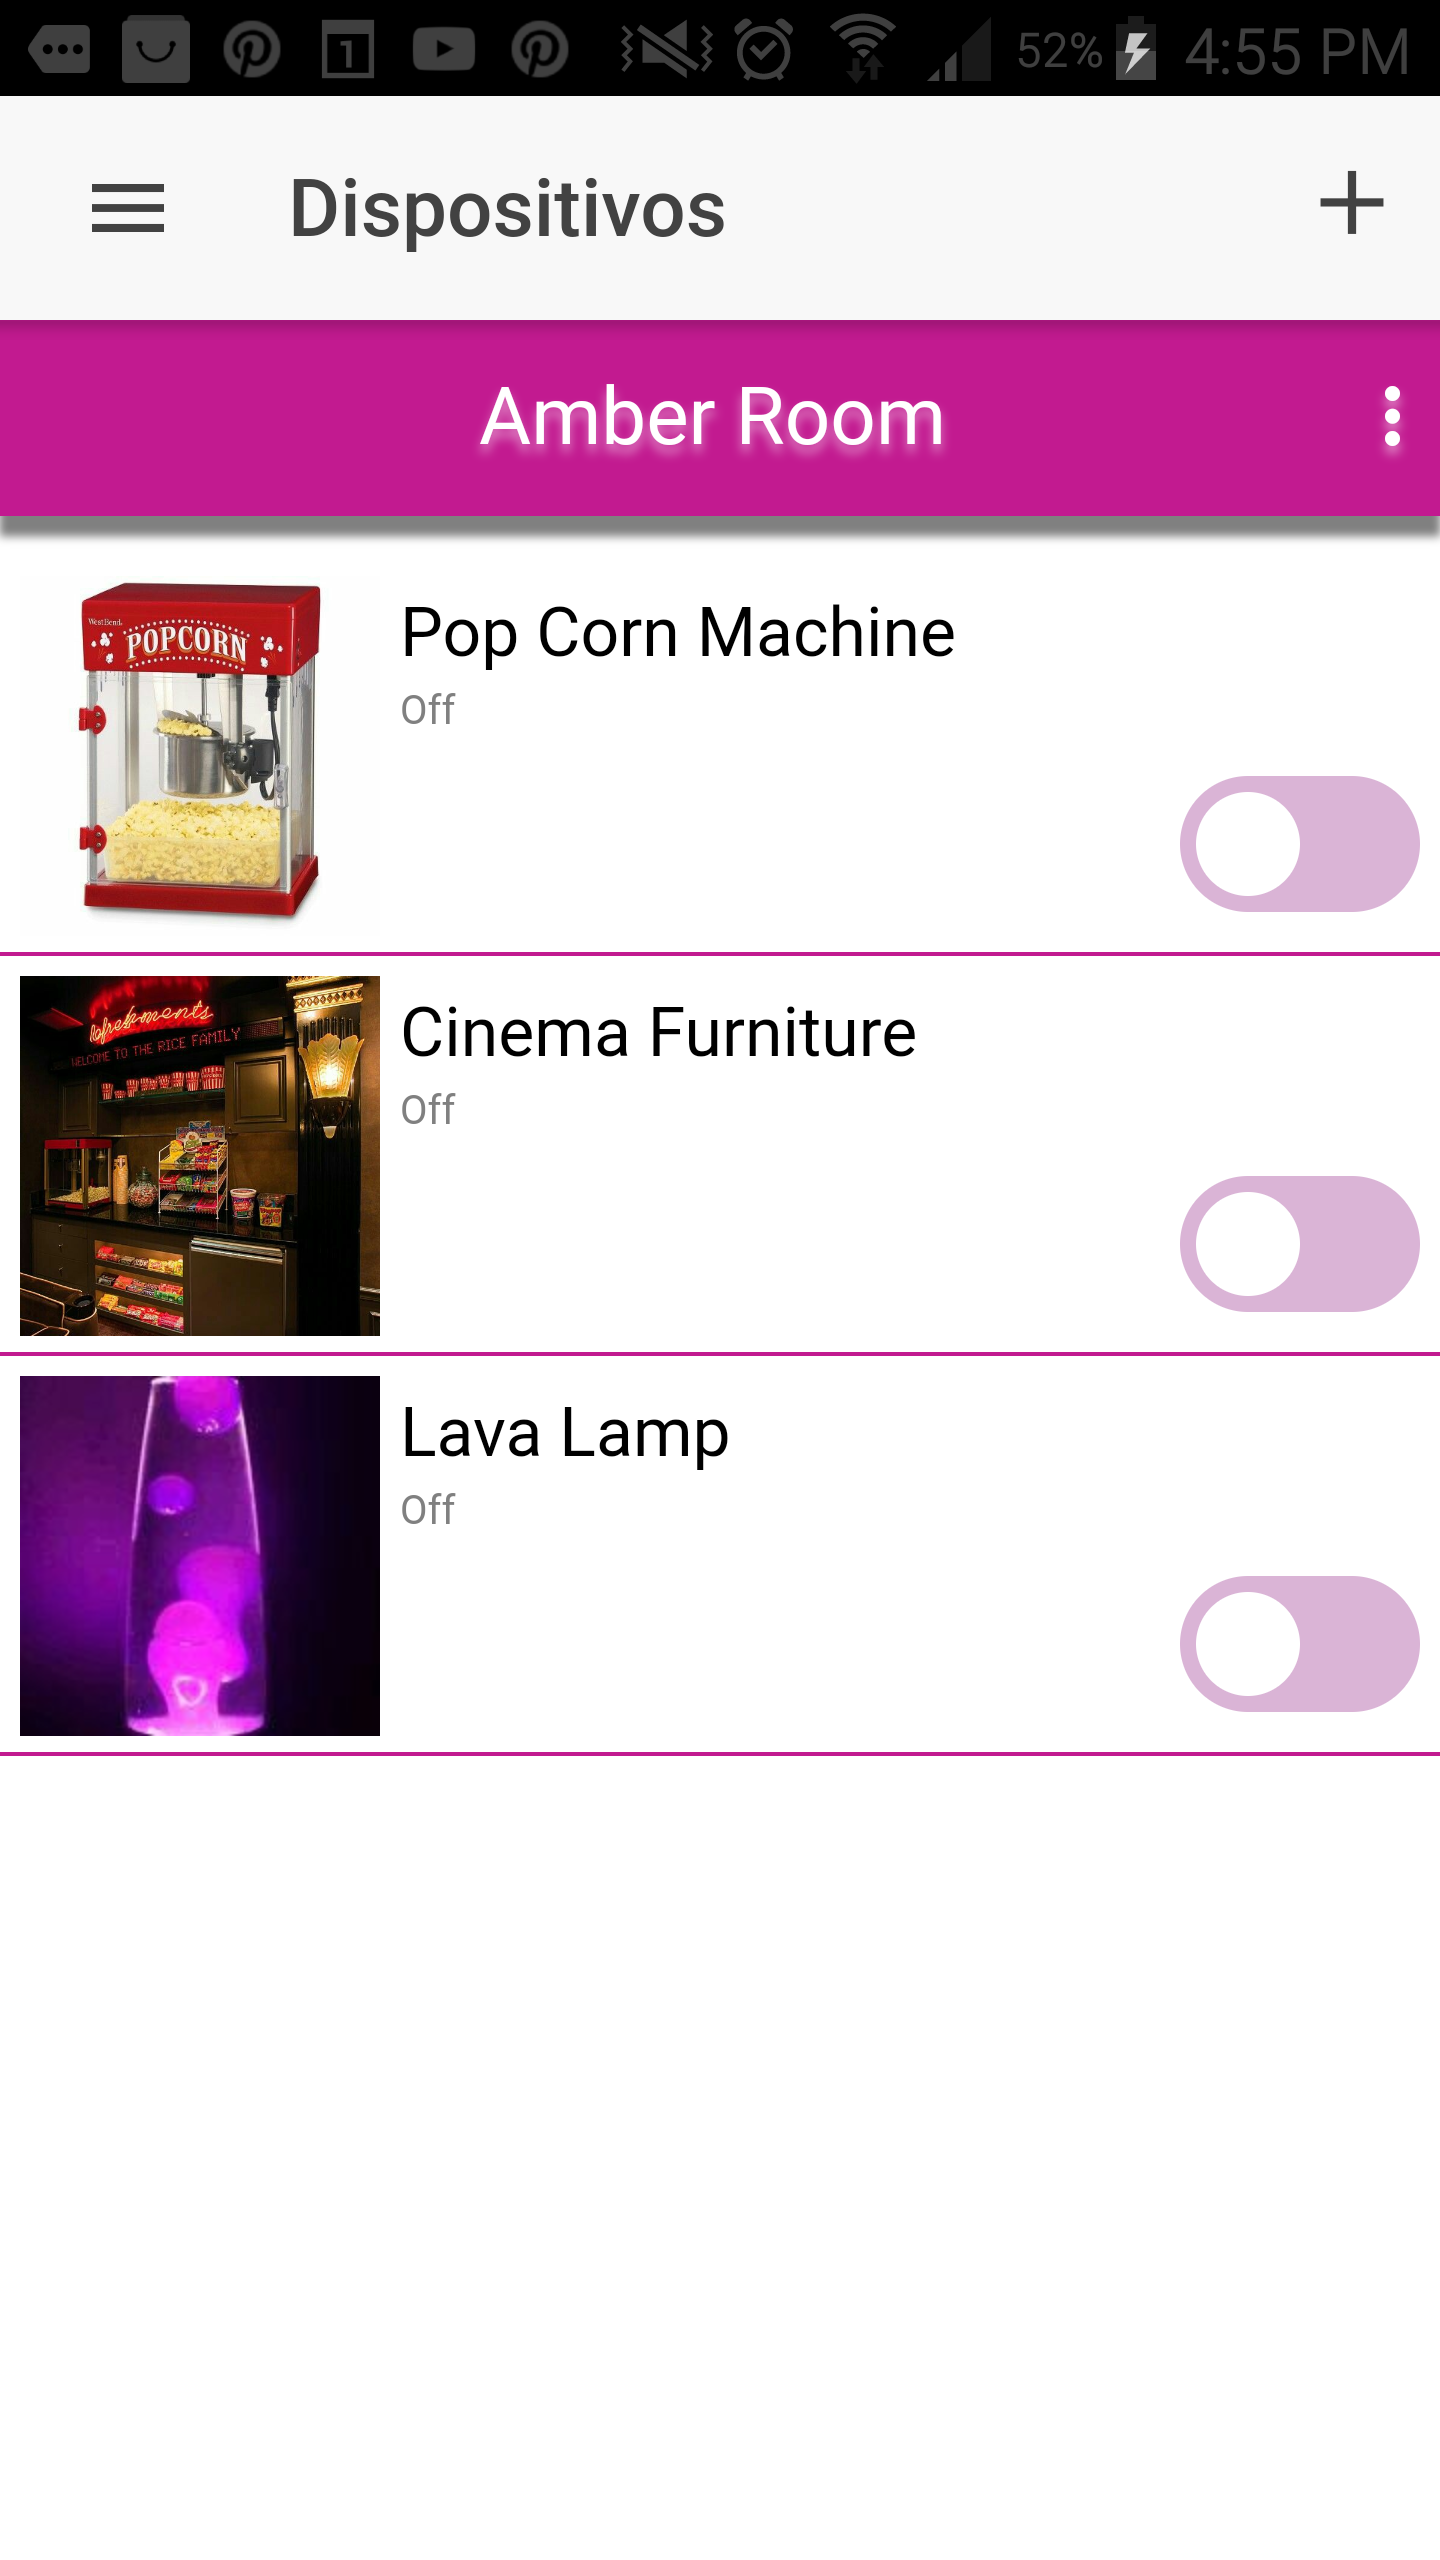 1 52% 4:55 PM
Dispositivos
Amber Room
West Bend
POPCORN
Pop Corn Machine
Off
Refreshments
WELCOME TO THE RICE FAMILY
Cinema Furniture
Off
Lava Lamp
Off